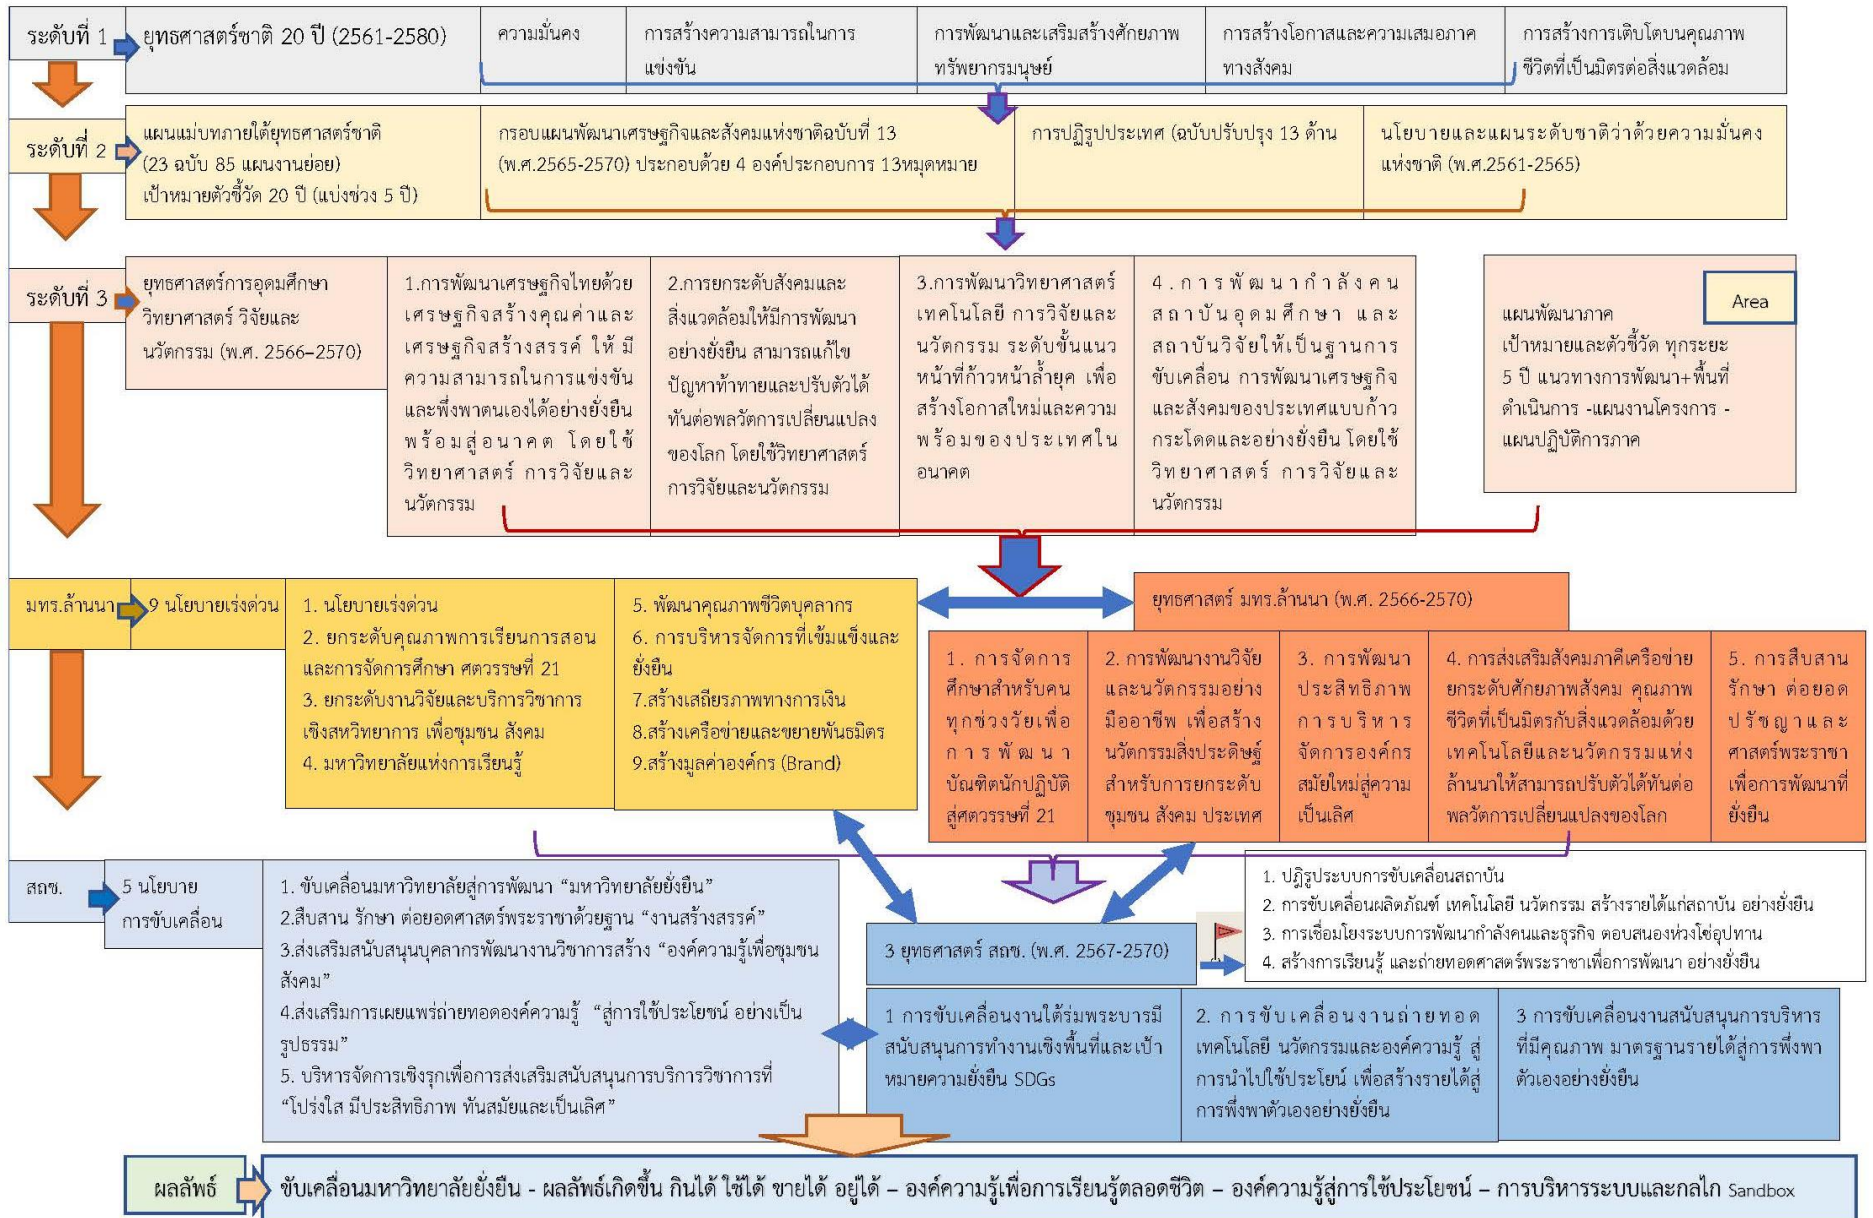 ระดับที่ 1
ยุทธศาสตร์ชาติ 20 ปี (2561-2580)
ความมั่นคง
การสร้างความสามารถในการ
แข่งขัน
การพัฒนาและเสริมสร้างศักยภาพ
ทรัพยากรมนุษย์
การสร้างโอกาสและความเสมอภาค
ทางสังคม
การสร้างการเติบโตบนคุณภาพ
ชีวิตที่เป็นมิตรต่อสิ่งแวดล้อม
ระดับที่ 2
แผนแม่บทภายใต้ยุทธศาสตร์ชาติ
(23 ฉบับ 85 แผนงานย่อย)
เป้าหมายตัวชี้วัด 20 ปี (แบ่งช่วง 5 ปี)
กรอบแผนพัฒนาเศรษฐกิจและสังคมแห่งชาติฉบับที่ 13
(พ.ศ.2565-2570) ประกอบด้วย 4 องค์ประกอบการ 13หมุดหมาย
การปฏิรูปประเทศ (ฉบับปรับปรุง 13 ด้าน
นโยบายและแผนระดับชาติว่าด้วยความมั่นคง
แห่งชาติ (พ.ศ.2561-2565)
ระดับที่ 3
ยุทธศาสตร์การอุดมศึกษา
วิทยาศาสตร์ วิจัยและ
นวัตกรรม (พ.ศ. 2566–2570)
1.การพัฒนาเศรษฐกิจไทยด้วย
เศรษฐกิจสร้างคุณค่าและ
เศรษฐกิจสร้างสรรค์ ให้ มี
ความสามารถในการแข่งขัน
และพึ่งพาตนเองได้อย่างยั่งยืน
พร้อมสู่อนาคต โดยใช้
วิทยาศาสตร์ การวิจัยและ
นวัตกรรม
2.การยกระดับสังคมและ
สิ่งแวดล้อมให้มีการพัฒนา
อย่างยั่งยืน สามารถแก้ไข
ปัญหาท้าทายและปรับตัวได้
ทันต่อพลวัตการเปลี่ยนแปลง
ของโลก โดยใช้วิทยาศาสตร์
การวิจัยและนวัตกรรม
3.การพัฒนาวิทยาศาสตร์
เทคโนโลยี การวิจัยและ
นวัตกรรม ระดับขั้นแนว
หน้าที่ก้าวหน้าล้ำยุค เพื่อ
สร้างโอกาสใหม่และความ
พร้อมของประเทศใน
อนาคต
4.การพัฒนากำลังคน
สถาบันอุดมศึกษา และ
สถาบันวิจัยให้เป็นฐานการ
ขับเคลื่อน การพัฒนาเศรษฐกิจ
และสังคมของประเทศแบบก้าว
กระโดดและอย่างยั่งยืน โดยใช้
วิทยาศาสตร์ การวิจัยและ
นวัตกรรม
Area
แผนพัฒนาภาค
เป้าหมายและตัวชี้วัด ทุกระยะ
5 ปี แนวทางการพัฒนา+พื้นที่
ดำเนินการ -แผนงานโครงการ -
แผนปฏิบัติการภาค
มทร.ล้านนา
9 นโยบายเร่งด่วน
1. นโยบายเร่งด่วน
2. ยกระดับคุณภาพการเรียนการสอน
และการจัดการศึกษา ศตวรรษที่ 21
3. ยกระดับงานวิจัยและบริการวิชาการ
เชิงสหวิทยาการ เพื่อชุมชน สังคม
4. มหาวิทยาลัยแห่งการเรียนรู้
5. พัฒนาคุณภาพชีวิตบุคลากร
6. การบริหารจัดการที่เข้มแข็งและ
ยั่งยืน
7.สร้างเสถียรภาพทางการเงิน
8.สร้างเครือข่ายและขยายพันธมิตร
9.สร้างมูลค่าองค์กร (Brand)
ยุทธศาสตร์ มทร.ล้านนา (พ.ศ. 2566-2570)
1. การจัดการ
ศึกษาสำหรับคน
ทุกช่วงวัยเพื่อ
การพัฒนา
บัณฑิตนักปฏิบัติ
สู่ศตวรรษที่ 21
2. การพัฒนางานวิจัย
และนวัตกรรมอย่าง
มืออาชีพ เพื่อสร้าง
นวัตกรรมสิ่งประดิษฐ์
สำหรับการยกระดับ
ชุมชน สังคม ประเทศ
3. การพัฒนา
ประสิทธิภาพ
การบริหาร
จัดการองค์กร
สมัยใหม่สู่ความ
เป็นเลิศ
4. การส่งเสริมสังคมภาคีเครือข่าย
ยกระดับศักยภาพสังคม คุณภาพ
ชีวิตที่เป็นมิตรกับสิ่งแวดล้อมด้วย
เทคโนโลยีและนวัตกรรมแห่ง
ล้านนาให้สามารถปรับตัวได้ทันต่อ
พลวัตการเปลี่ยนแปลงของโลก
5. การสืบสาน
รักษา ต่อยอด
ปรัชญาและ
ศาสตร์พระราชา
เพื่อการพัฒนาที่
ยั่งยืน
สถช.
5 นโยบาย
การขับเคลื่อน
1. ขับเคลื่อนมหาวิทยาลัยสู่การพัฒนา “มหาวิทยาลัยยั่งยืน”
2.สืบสาน รักษา ต่อยอดศาสตร์พระราชาด้วยฐาน “งานสร้างสรรค์”
3.ส่งเสริมสนับสนุนบุคลากรพัฒนางานวิชาการสร้าง “องค์ความรู้เพื่อชุมชน
สังคม”
4.ส่งเสริมการเผยแพร่ถ่ายทอดองค์ความรู้ “สู่การใช้ประโยชน์ อย่างเป็น
รูปธรรม”
5. บริหารจัดการเชิงรุกเพื่อการส่งเสริมสนับสนุนการบริการวิชาการที่
“โปร่งใส มีประสิทธิภาพ ทันสมัยและเป็นเลิศ”
3 ยุทธศาสตร์ สถช. (พ.ศ. 2567-2570)
1. ปฏิรูประบบการขับเคลื่อนสถาบัน
2. การขับเคลื่อนผลิตภัณฑ์ เทคโนโลยี นวัตกรรม สร้างรายได้แก่สถาบัน อย่างยั่งยืน
3. การเชื่อมโยงระบบการพัฒนากำลังคนและธุรกิจ ตอบสนองห่วงโซ่อุปทาน
4. สร้างการเรียนรู้ และถ่ายทอดศาสตร์พระราชาเพื่อการพัฒนา อย่างยั่งยืน
1 การขับเคลื่อนงานใต้ร่มพระบารมี
สนับสนุนการทำงานเชิงพื้นที่และเป้า
หมายความยั่งยืน SDGs
2. การขับเคลื่อนงานถ่ายทอด
เทคโนโลยี นวัตกรรมและองค์ความรู้ สู่
การนำไปใช้ประโยน์ เพื่อสร้างรายได้สู่
การพึ่งพาตัวเองอย่างยั่งยืน
3 การขับเคลื่อนงานสนับสนุนการบริหาร
ที่มีคุณภาพ มาตรฐานรายได้สู่การพึ่งพา
ตัวเองอย่างยั่งยืน
ผลลัพธ์
ขับเคลื่อนมหาวิทยาลัยยั่งยืน - ผลลัพธ์เกิดขึ้น กินได้ ใช้ได้ ขายได้ อยู่ได้ – องค์ความรู้เพื่อการเรียนรู้ตลอดชีวิต – องค์ความรู้สู่การใช้ประโยชน์ – การบริหารระบบและกลไก Sandbox